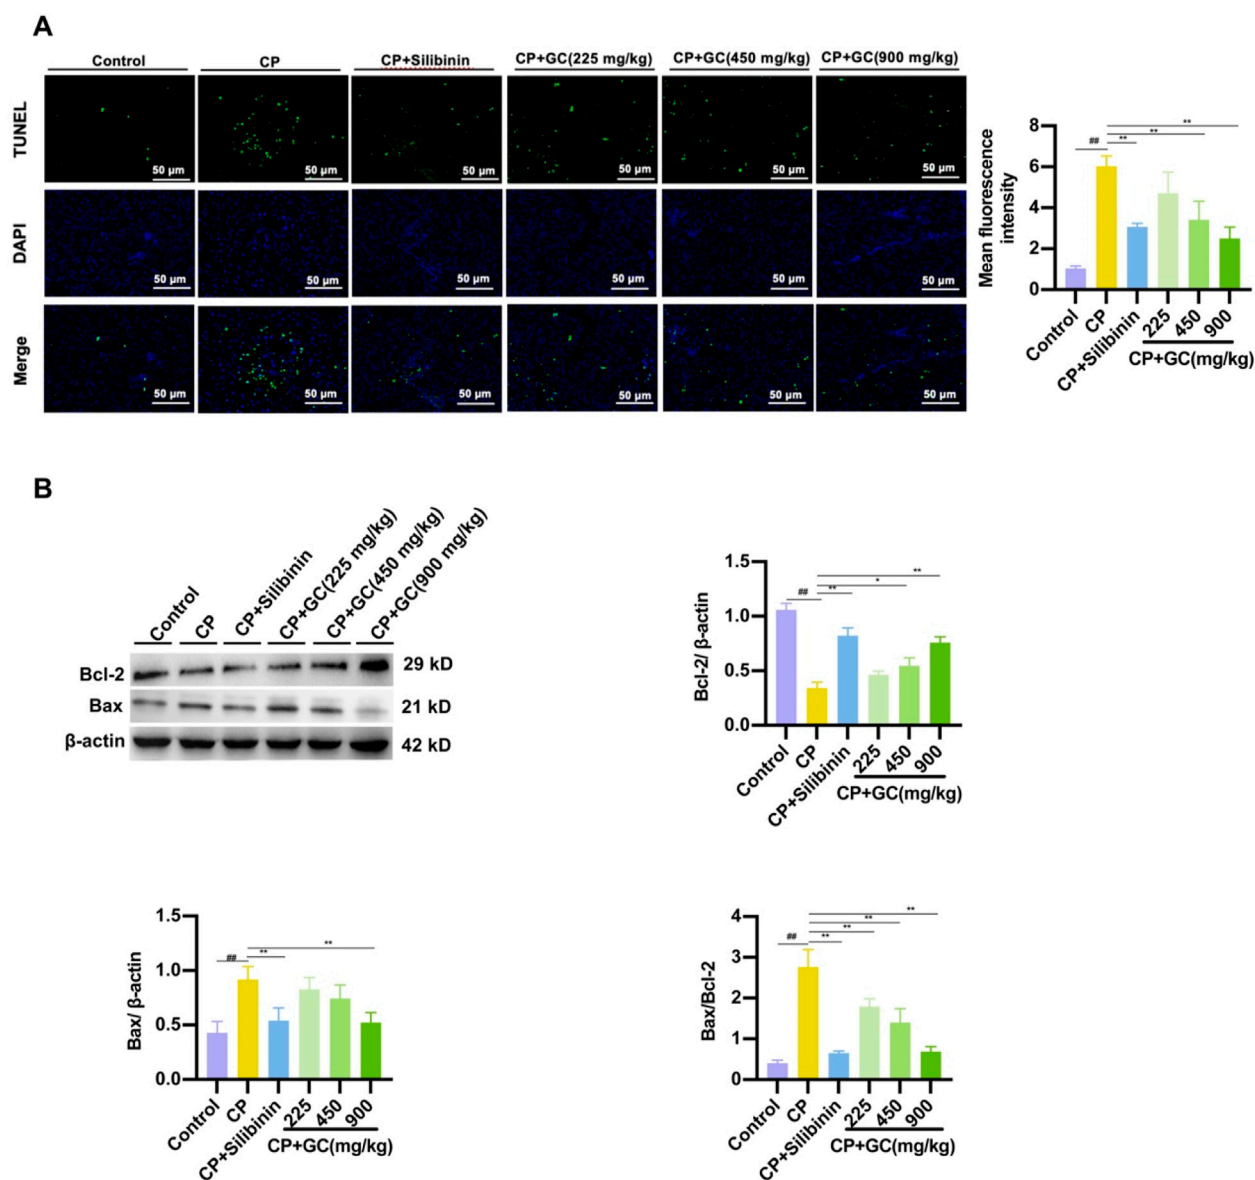 A
Control
CP
CP+Silibinin
CP+GC(225 mg/kg)
CP+GC(450 mg/kg)
CP+GC(900 mg/kg)
TUNEL
50 µm
50 µm
50 µm
50 µm
50 µm
50 µm
DAPI
50 µm
50 µm
50 µm
50 µm
50 µm
50 µm
Merge
50 µm
50 µm
50 µm
50 µm
50 µm
50 µm
Mean fluorescence
intensity
8
6
4
2
0
##
**
**
**
Control
CP
CP+Silibinin
225
450
900
CP+GC(mg/kg)
B
Control
CP
CP+Silibinin
CP+GC(225 mg/kg)
CP+GC(450 mg/kg)
CP+GC(900 mg/kg)
Bcl-2
29 kD
Bax
21 kD
β-actin
42 kD
Bcl-2/ β-actin
1.5
1.0
0.5
0.0
##
**
*
**
Control
CP
CP+Silibinin
225
450
900
CP+GC(mg/kg)
Bax/ β-actin
1.5
1.0
0.5
0.0
##
**
**
Control
CP
CP+Silibinin
225
450
900
CP+GC(mg/kg)
Bax/Bcl-2
4
3
2
1
0
##
**
**
**
**
Control
CP
CP+Silibinin
225
450
900
CP+GC(mg/kg)